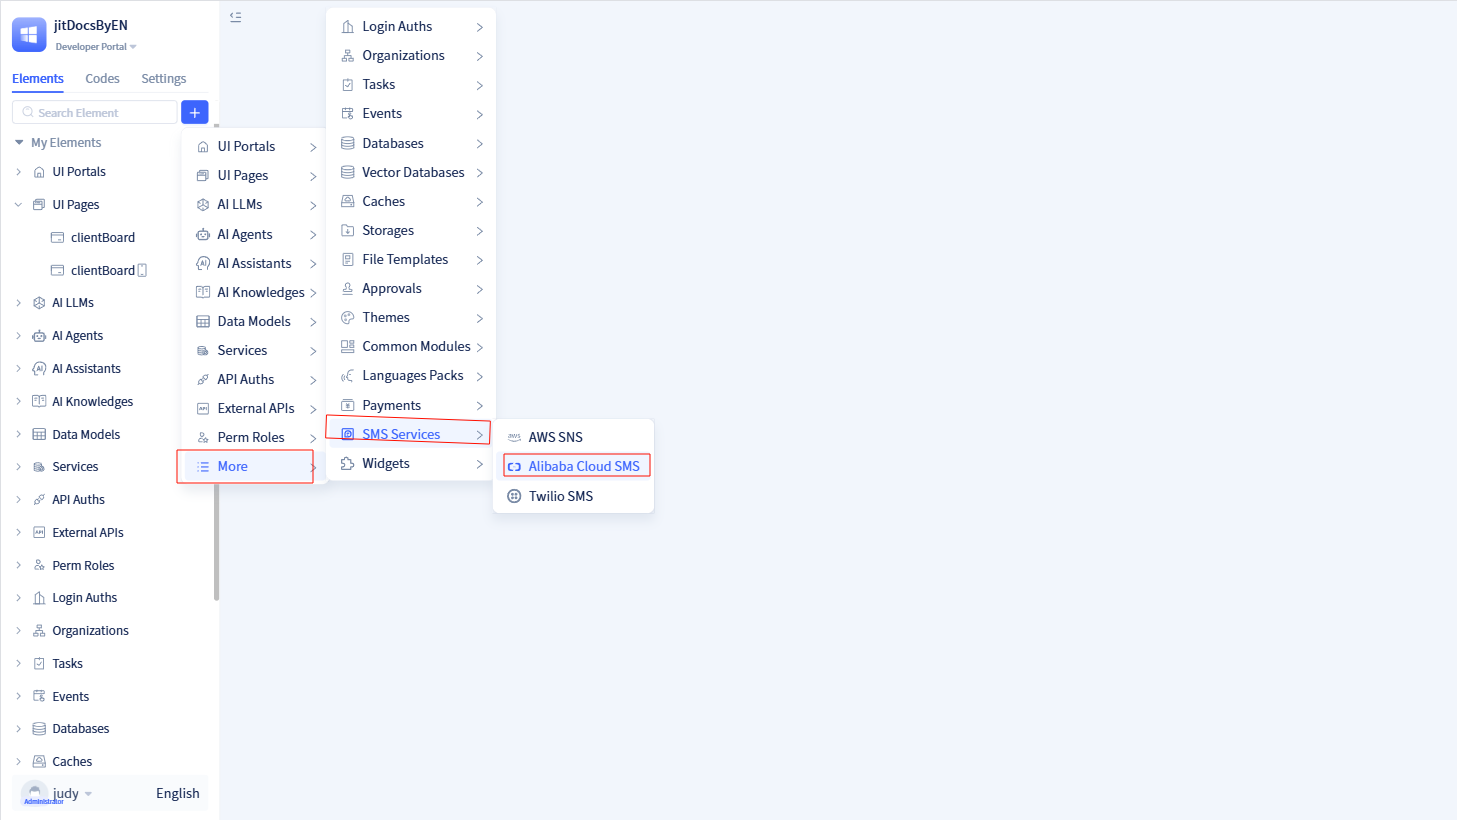 jitDocsByEN
Developer Portal
Elements Codes Settings
Search Element
My Elements
UI Portals
UI Pages
clientBoard
clientBoard
AI LLMs
AI Agents
AI Assistants
AI Knowledges
Data Models
Services
API Auths
External APIs
Perm Roles
Login Auths
Organizations
Tasks
Events
Databases
Caches
judy
Administrator
English
UI Portals
UI Pages
AI LLMs
AI Agents
AI Assistants
AI Knowledges
Data Models
Services
API Auths
External APIs
Perm Roles
More
Login Auths
Organizations
Tasks
Events
Databases
Vector Databases
Caches
Storages
File Templates
Approvals
Themes
Common Modules
Languages Packs
Payments
SMS Services
Widgets
AWS SNS
Alibaba Cloud SMS
Twilio SMS